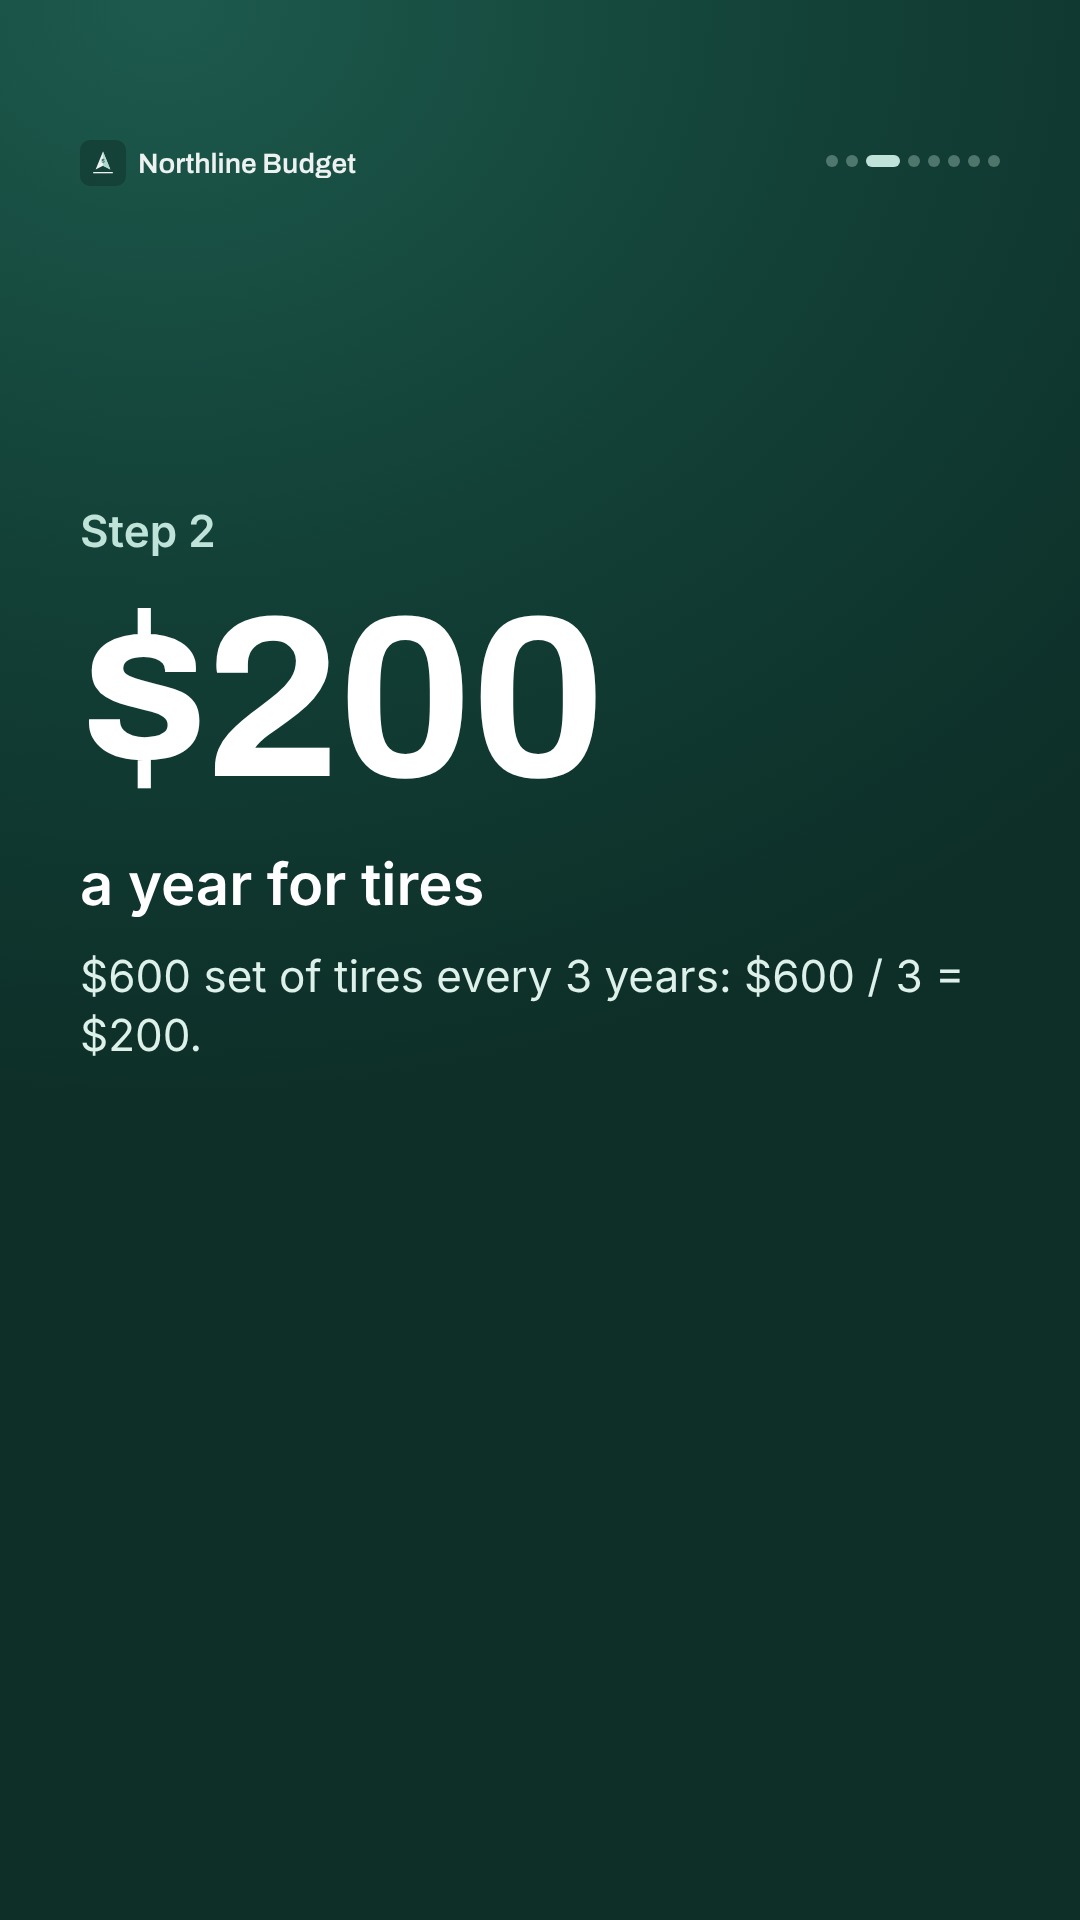 Northline Budget
Step 2
$200
a year for tires
$600 set of tires every 3 years: $600 / 3 =
$200.